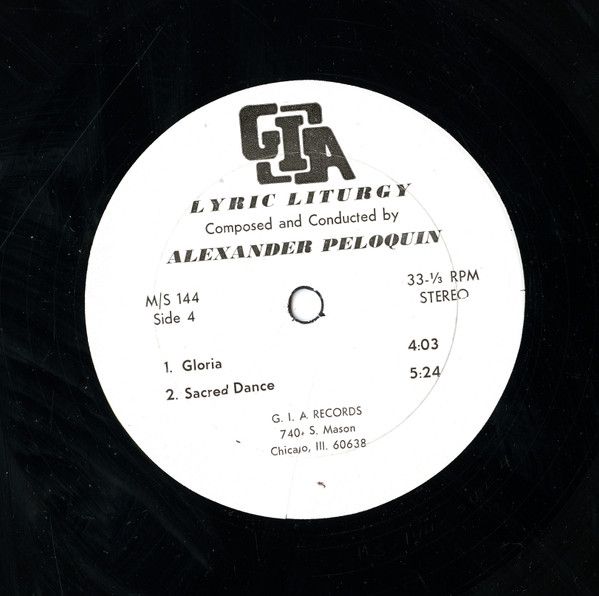 GIA
LYRIC LITURGY
Composed and Conducted by
ALEXANDER PELOQUIN
M/S 144
Side 4
33-⅓ RPM
STEREO
1. Gloria 4:03
2. Sacred Dance 5:24
G. I. A. RECORDS
S. Mason
Chicago, Ill. 60638